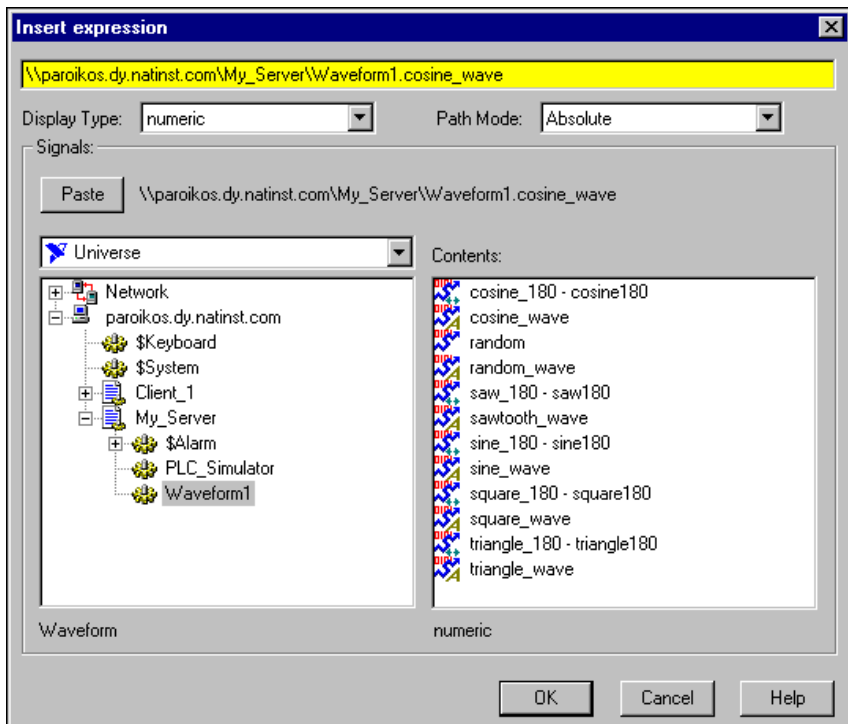 Insert expression
\\paroikos.dy.natinst.com\My_Server\Waveform1.cosine_wave
Display Type: numeric Path Mode: Absolute
Signals:
Paste \\paroikos.dy.natinst.com\My_Server\Waveform1.cosine_wave
Universe
Contents:
Network
paroikos.dy.natinst.com
$Keyboard
$System
Client_1
My_Server
$Alarm
PLC_Simulator
Waveform1
cosine_180 - cosine180
cosine_wave
random
random_wave
saw_180 - saw180
sawtooth_wave
sine_180 - sine180
sine_wave
square_180 - square180
square_wave
triangle_180 - triangle180
triangle_wave
Waveform
numeric
OK Cancel Help